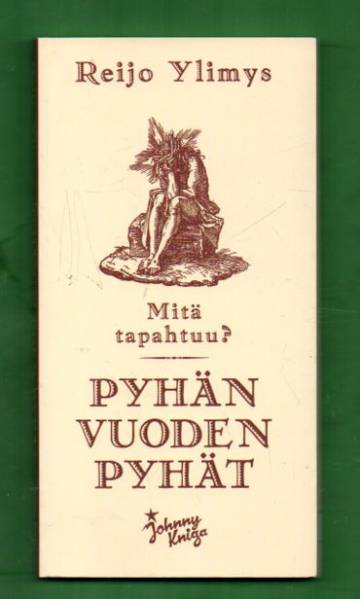 Reijo Ylimys
Mitä
tapahtuu?
PYHÄN
VUODEN
PYHÄT
Johnny
Kniga